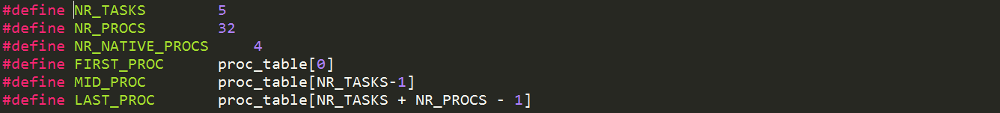 #define NR_TASKS        5
#define NR_PROCS        32
#define NR_NATIVE_PROCS     4
#define FIRST_PROC      proc_table[0]
#define MID_PROC        proc_table[NR_TASKS-1]
#define LAST_PROC       proc_table[NR_TASKS + NR_PROCS - 1]